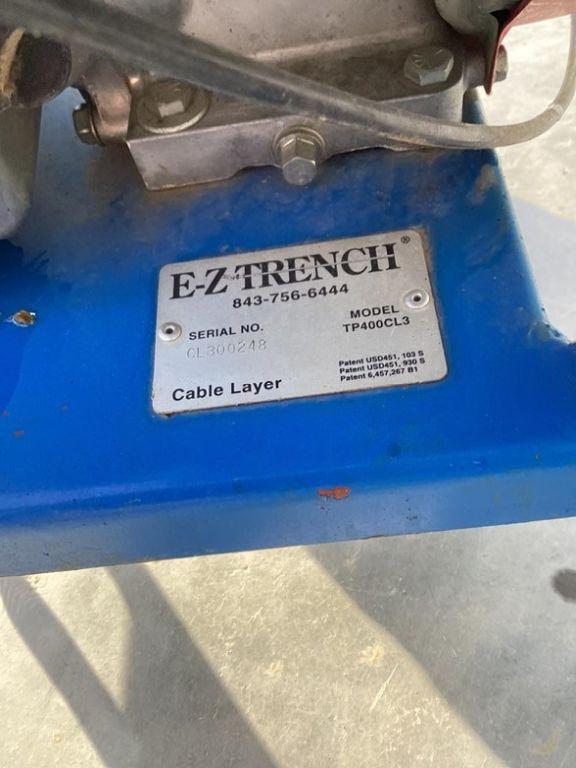 E-Z TRENCH®
843-756-6444
SERIAL NO.
CL300248
MODEL
TP400CL3
Patent USD451, 103 S
Patent USD451, 930 S
Patent 6,457,267 B1
Cable Layer